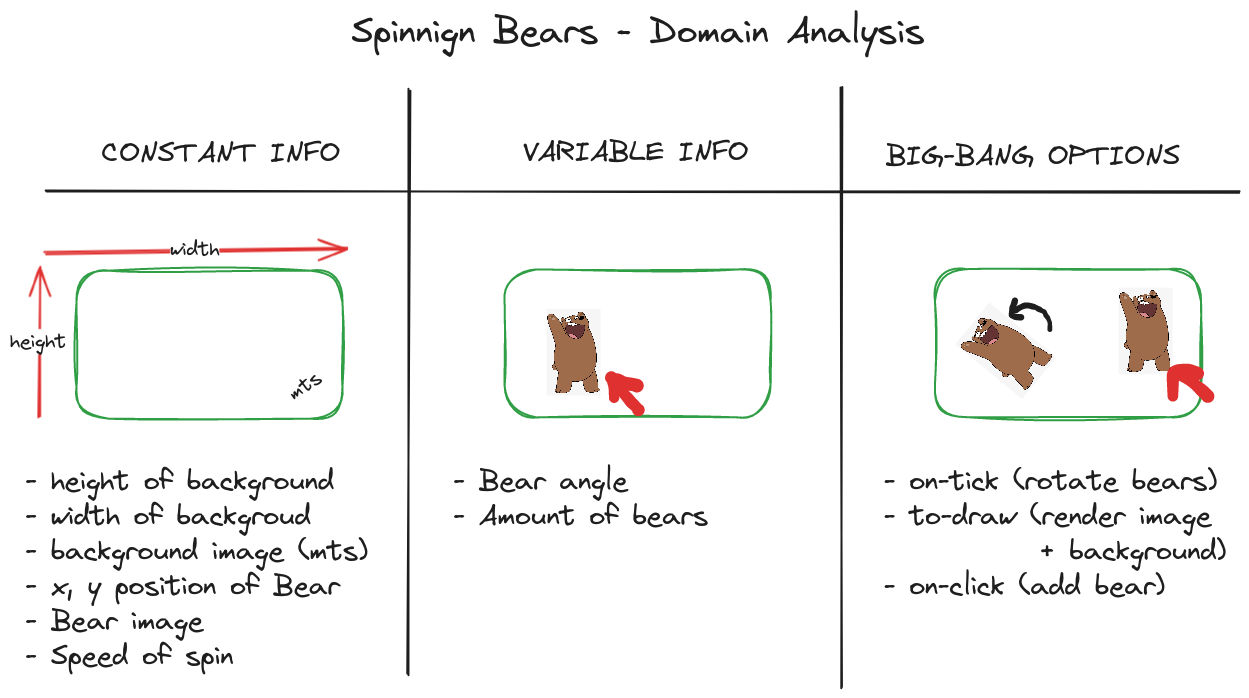 Spinnign Bears - Domain Analysis
CONSTANT INFO
VARIABLE INFO
BIG-BANG OPTIONS
width
height
mts
- height of background
- width of backgroud
- background image (mts)
- x, y position of Bear
- Bear image
- Speed of spin
- Bear angle
- Amount of bears
- on-tick (rotate bears)
- to-draw (render image
+ background)
- on-click (add bear)